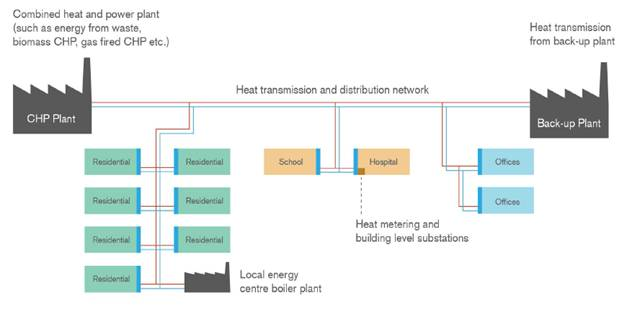 Combined heat and power plant
(such as energy from waste,
biomass CHP, gas fired CHP etc.)
Heat transmission
from back-up plant
Heat transmission and distribution network
CHP Plant
Back-up Plant
Residential
Residential
School
Hospital
Offices
Residential
Residential
Offices
Heat metering and
building level substations
Residential
Residential
Residential
Local energy
centre boiler plant